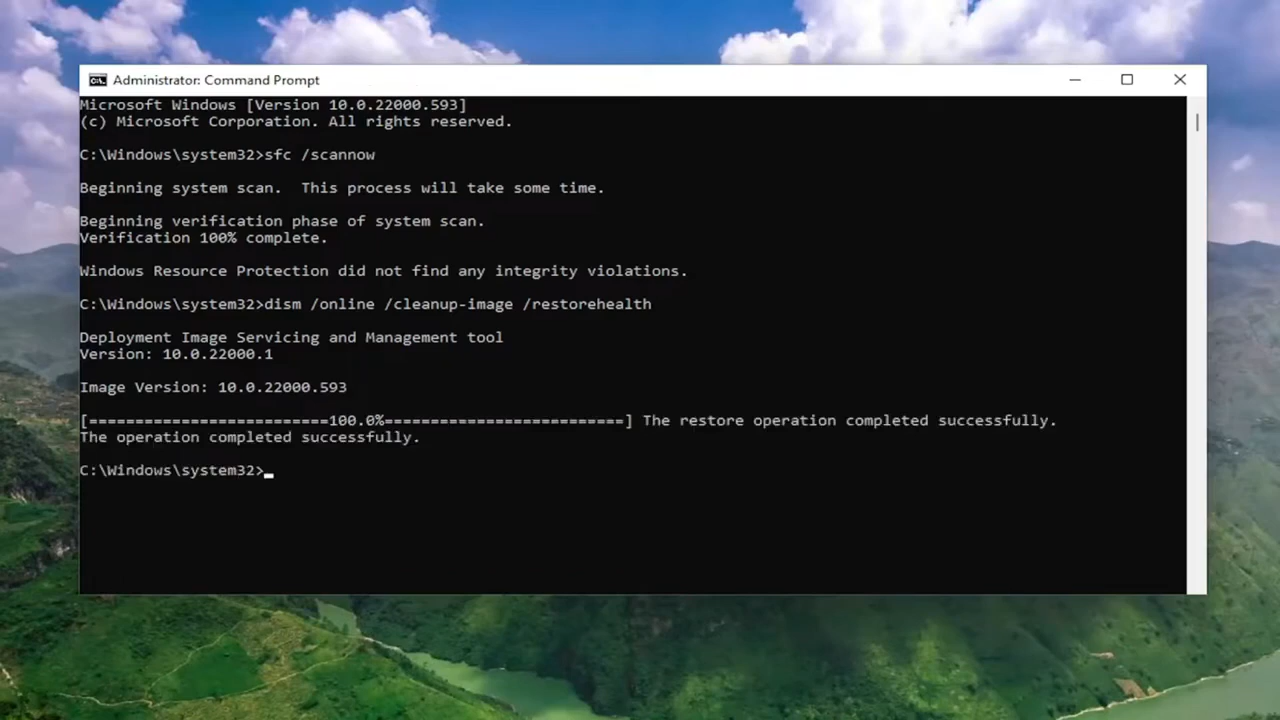 Administrator: Command Prompt
Microsoft Windows [Version 10.0.22000.593]
(c) Microsoft Corporation. All rights reserved.
C:\Windows\system32>sfc /scannow
Beginning system scan.  This process will take some time.
Beginning verification phase of system scan.
Verification 100% complete.
Windows Resource Protection did not find any integrity violations.
C:\Windows\system32>dism /online /cleanup-image /restorehealth
Deployment Image Servicing and Management tool
Version: 10.0.22000.1
Image Version: 10.0.22000.593
[==========================100.0%==========================] The restore operation completed successfully.
The operation completed successfully.
C:\Windows\system32>